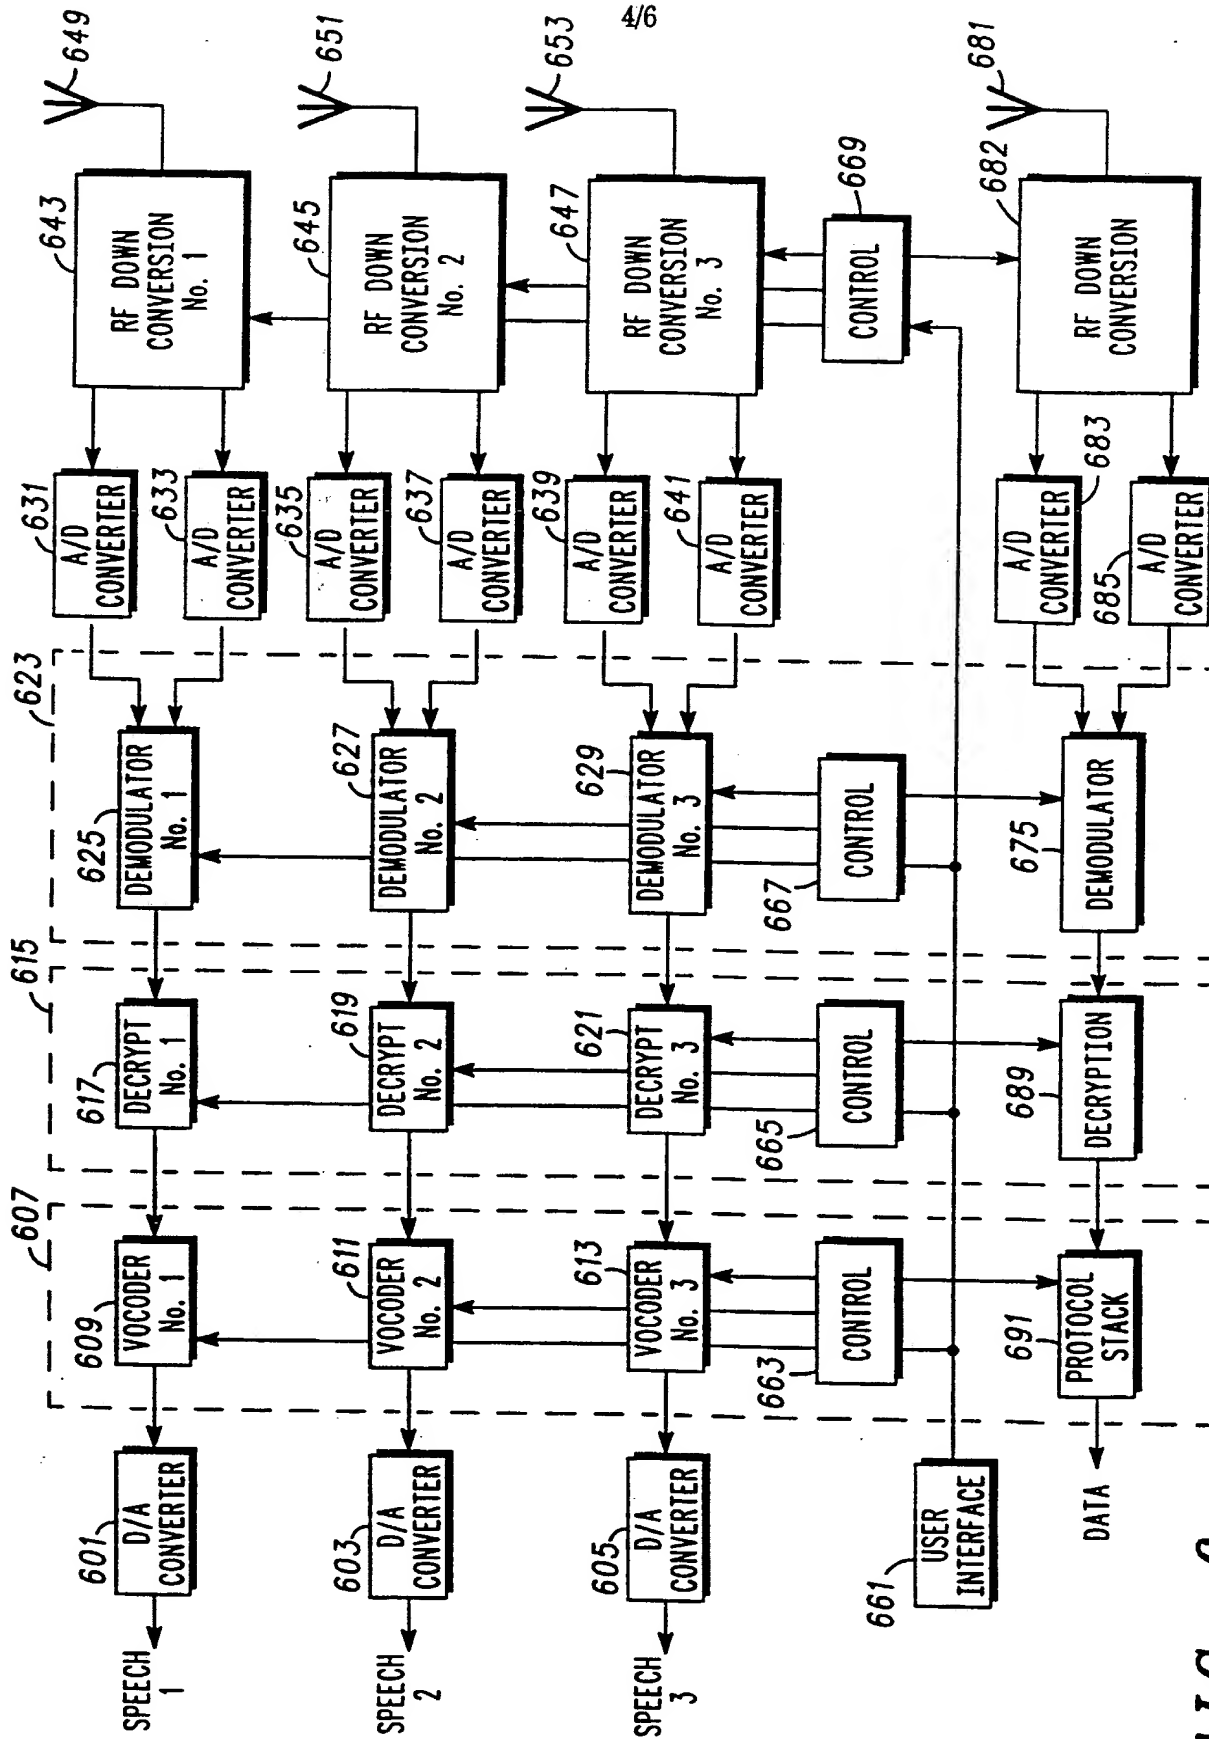 4/6
649
643
RF DOWN
CONVERSION
No. 1
631
A/D
CONVERTER
633
A/D
CONVERTER
623
625
DEMODULATOR
No. 1
615
617
DECRYPT
No. 1
607
609
VOCODER
No. 1
601
D/A
CONVERTER
SPEECH
1
651
645
RF DOWN
CONVERSION
No. 2
635
A/D
CONVERTER
637
A/D
CONVERTER
627
DEMODULATOR
No. 2
619
DECRYPT
No. 2
611
VOCODER
No. 2
603
D/A
CONVERTER
SPEECH
2
653
647
RF DOWN
CONVERSION
No. 3
639
A/D
CONVERTER
641
A/D
CONVERTER
629
DEMODULATOR
No. 3
621
DECRYPT
No. 3
613
VOCODER
No. 3
605
D/A
CONVERTER
SPEECH
3
669
CONTROL
667
CONTROL
665
CONTROL
663
CONTROL
661
USER
INTERFACE
681
682
RF DOWN
CONVERSION
683
A/D
CONVERTER
685
A/D
CONVERTER
675
DEMODULATOR
689
DECRYPTION
691
PROTOCOL
STACK
DATA